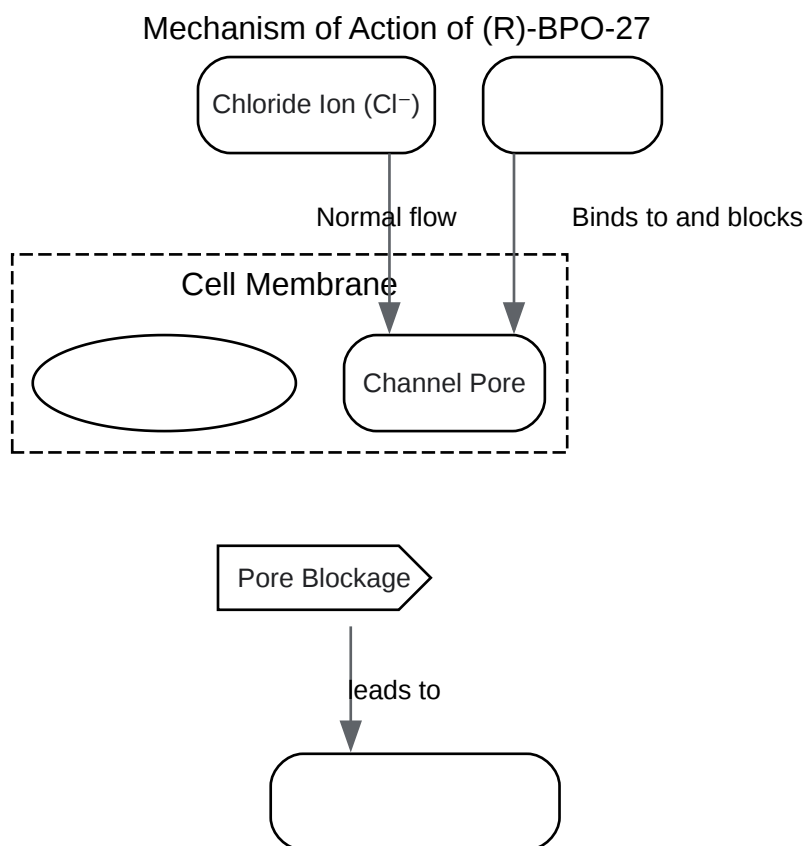 Mechanism of Action of (R)-BPO-27
Chloride Ion (Cl⁻)
Normal flow
Binds to and blocks
Cell Membrane
Channel Pore
Pore Blockage
leads to